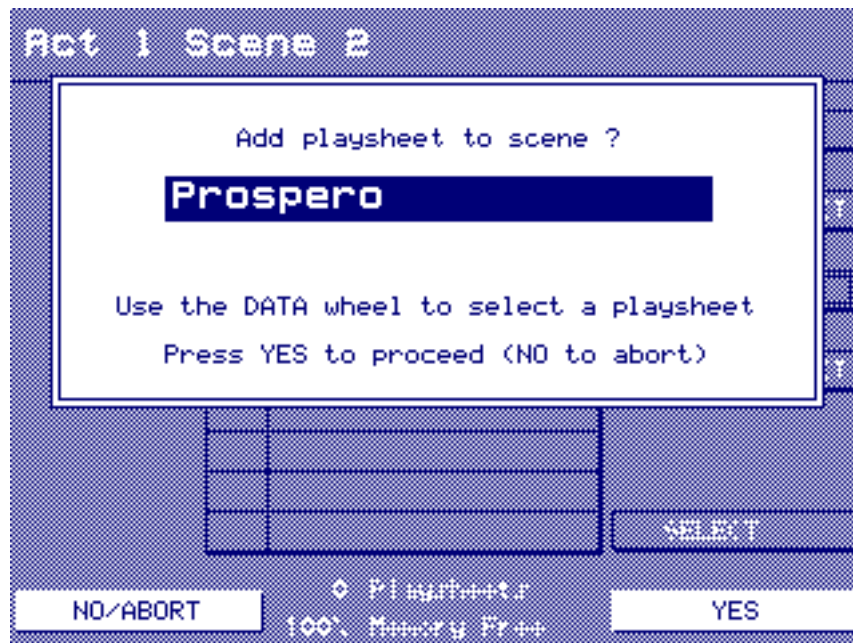 Act 1 Scene 2
Add playsheet to scene ?
Prospero
Use the DATA wheel to select a playsheet
Press YES to proceed (NO to abort)
SELECT
NO/ABORT
0 Playsheets
100% Memory Free
YES